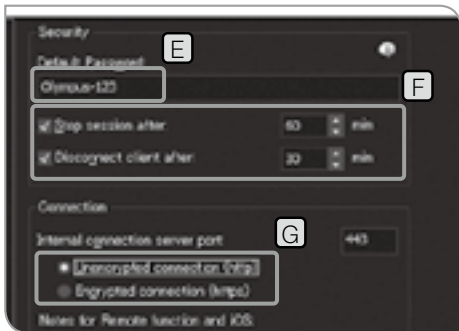 Security
E
Default Password
Olympus-123
F
Stop session after 60 min
Disconnect client after 10 min
Connection
Internal connection server port 443
G
Unencrypted connection (http)
Encrypted connection (https)
Notes for Remote function and iOS: